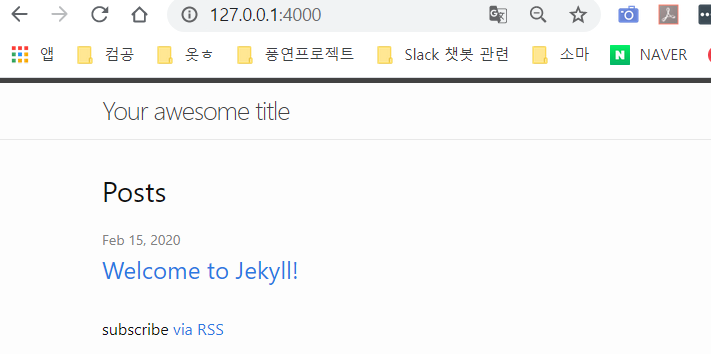 127.0.0.1:4000
앱 컴공 옷ㅎ 풍연프로젝트 Slack 챗봇 관련 소마 N NAVER
Your awesome title
Posts
Feb 15, 2020
Welcome to Jekyll!
subscribe via RSS